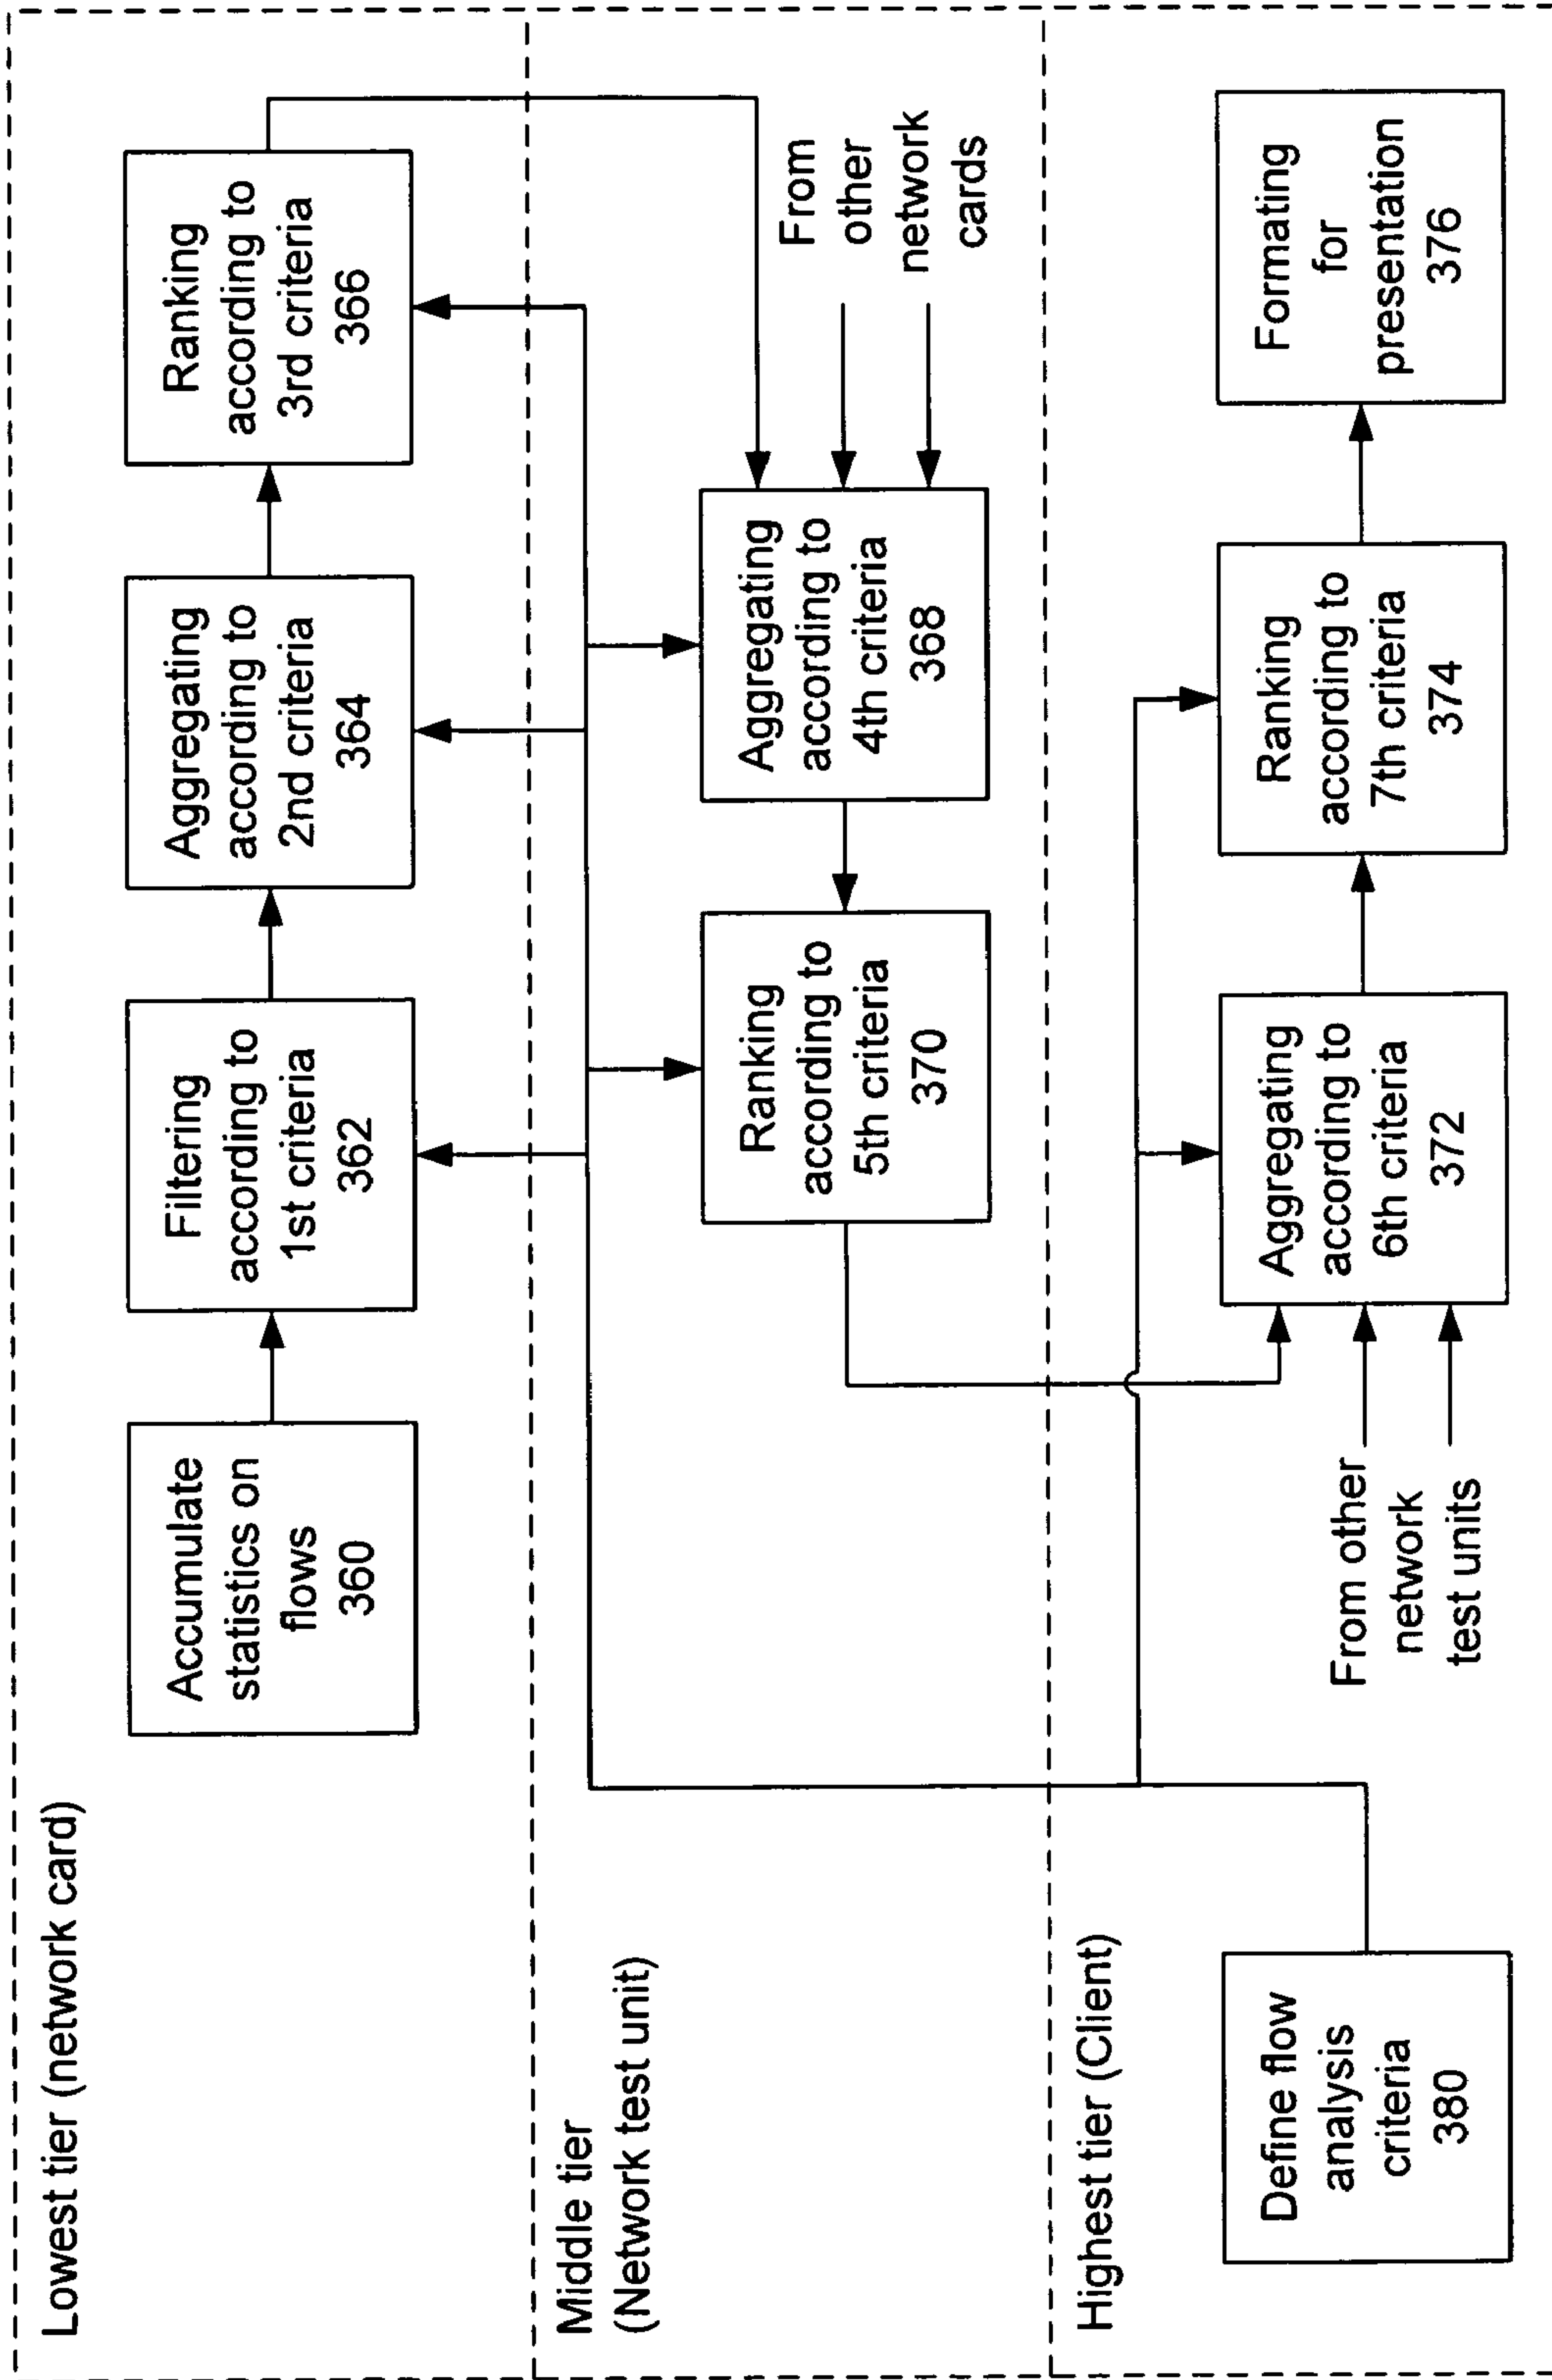 Lowest tier (network card)
Accumulate
statistics on
flows
360
Filtering
according to
1st criteria
362
Aggregating
according to
2nd criteria
364
Ranking
according to
3rd criteria
366
Middle tier
(Network test unit)
Ranking
according to
5th criteria
370
Aggregating
according to
4th criteria
368
From
other
network
cards
Highest tier (Client)
Define flow
analysis
criteria
380
From other
network
test units
Aggregating
according to
6th criteria
372
Ranking
according to
7th criteria
374
Formating
for
presentation
376